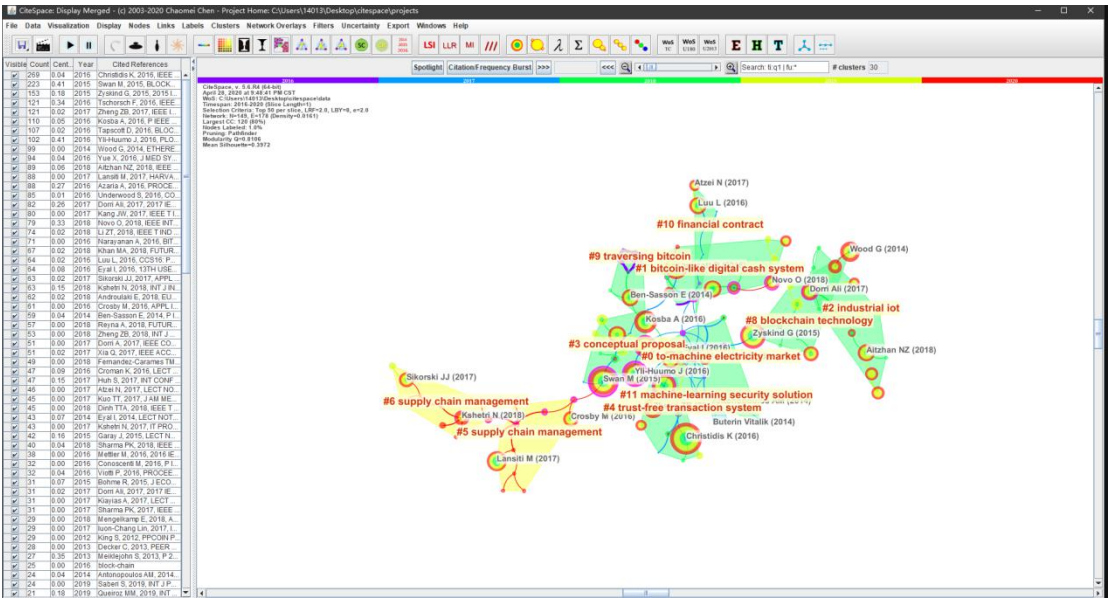 CiteSpace: Display Merged - (c) 2003-2020 Chaomei Chen - Project Home: C:\Users\14013\Desktop\citespace\projects
File Data Visualization Display Nodes Links Labels Clusters Network Overlays Filters Uncertainty Export Windows Help
LSI LLR MI E H T
Spotlight Citation/Frequency Burst >>> <<< Search: ti:q1 | fu:* # clusters 30
Visible Count Cent... Year Cited References
269 0.04 2016 Christidis K, 2016, IEEE ...
223 0.41 2015 Swan M, 2015, BLOCK...
153 0.18 2015 Zyskind G, 2015, 2015 I...
121 0.34 2016 Tschorsch F, 2016, IEEE...
121 0.02 2017 Zheng ZB, 2017, IEEE I...
110 0.05 2016 Kosba A, 2016, P IEEE ...
107 0.02 2016 Tapscott D, 2016, BLOC...
102 0.41 2016 Yli-Huumo J, 2016, PLO...
99 0.00 2014 Wood G, 2014, ETHERE...
94 0.04 2016 Yue X, 2016, J MED SY...
89 0.06 2018 Aitzhan NZ, 2018, IEEE ...
88 0.00 2017 Lansiti M, 2017, HARVA...
88 0.27 2016 Azaria A, 2016, PROCE...
85 0.01 2016 Underwood S, 2016, CO...
82 0.26 2017 Dorri Ali, 2017, 2017 IE...
80 0.00 2017 Kang JW, 2017, IEEE T I...
79 0.33 2018 Novo O, 2018, IEEE INT...
74 0.02 2018 Li ZT, 2018, IEEE T IND ...
71 0.00 2016 Narayanan A, 2016, BIT...
67 0.02 2018 Khan MA, 2018, FUTUR...
64 0.02 2016 Luu L, 2016, CCS16: P...
64 0.08 2016 Eyal I, 2016, 13TH USE...
63 0.02 2017 Sikorski JJ, 2017, APPL...
63 0.15 2018 Kshetri N, 2018, INT J IN...
62 0.02 2018 Androulaki E, 2018, EU...
61 0.00 2016 Crosby M, 2016, APPL I...
59 0.04 2014 Ben-Sasson E, 2014, P I...
57 0.00 2018 Reyna A, 2018, FUTUR...
53 0.00 2018 Zheng ZB, 2018, INT J ...
51 0.00 2017 Dorri A, 2017, IEEE CO...
51 0.02 2017 Xia Q, 2017, IEEE ACC...
49 0.00 2018 Fernandez-Carames TM...
47 0.09 2016 Croman K, 2016, LECT ...
47 0.15 2017 Huh S, 2017, INT CONF ...
46 0.00 2017 Atzei N, 2017, LECT NO...
45 0.00 2017 Kuo TT, 2017, J AM ME...
45 0.00 2018 Dinh TTA, 2018, IEEE T...
43 0.07 2014 Eyal I, 2014, LECT NOT...
43 0.00 2017 Kshetri N, 2017, IT PRO...
42 0.16 2015 Garay J, 2015, LECT N...
40 0.04 2018 Sharma PK, 2018, IEEE ...
38 0.00 2016 Mettler M, 2016, 2016 IE...
32 0.00 2016 Conoscenti M, 2016, P I...
32 0.04 2016 Viotti P, 2016, PROCEE...
31 0.07 2015 Bohme R, 2015, J ECO...
31 0.02 2017 Dorri Ali, 2017, 2017 IE...
31 0.00 2017 Kiayias A, 2017, LECT ...
31 0.00 2017 Sharma PK, 2017, IEEE...
29 0.00 2018 Mengelkamp E, 2018, A...
29 0.00 2017 Iuon-Chang Lin, 2017, I...
29 0.00 2012 King S, 2012, PPCOIN P...
28 0.00 2013 Decker C, 2013, PEER ...
27 0.35 2013 Meiklejohn S, 2013, P 2...
25 0.00 2016 block-chain
24 0.04 2014 Antonopoulos AM, 2014...
24 0.00 2019 Saberi S, 2019, INT J P...
21 0.18 2019 Queiroz MM, 2019, INT ...
2016 2017 2018 2020
CiteSpace, v. 5.6.R4 (64-bit)
April 28, 2020 at 9:40:41 PM CST
WoS: C:\Users\14013\Desktop\citespace\data
Timespan: 2016-2020 (Slice Length=1)
Selection Criteria: Top 50 per slice, LRF=2.0, LBY=8, e=2.0
Network: N=149, E=178 (Density=0.0161)
Largest CC: 120 (80%)
Nodes Labeled: 1.0%
Pruning: Pathfinder
Modularity Q=0.8106
Mean Silhouette=0.3972
Atzei N (2017)
Luu L (2016)
#10 financial contract
Wood G (2014)
#9 traversing bitcoin
#1 bitcoin-like digital cash system
Novo O (2018)
Dorri Ali (2017)
Ben-Sasson E (2014)
#2 industrial iot
Kosba A (2016)
#8 blockchain technology
Zyskind G (2015)
#3 conceptual proposal
Aitzhan NZ (2018)
#0 to-machine electricity market
Yli-Huumo J (2016)
Sikorski JJ (2017)
Swan M (2015)
#11 machine-learning security solution
#6 supply chain management
#4 trust-free transaction system
Kshetri N (2018)
Crosby M (2016)
Buterin Vitalik (2014)
#5 supply chain management
Christidis K (2016)
Lansiti M (2017)